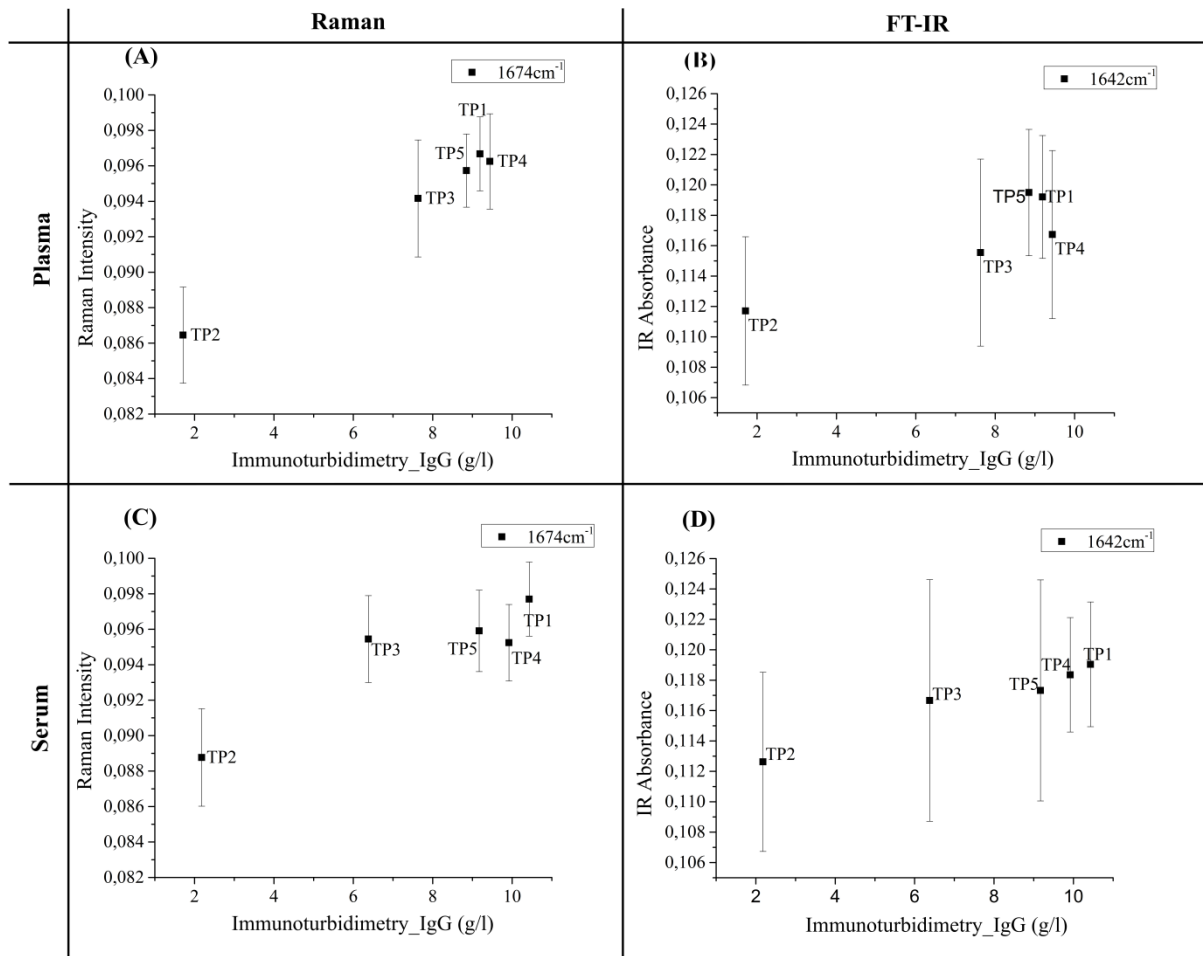 Raman
FT-IR
Plasma
Serum
(A)
1674cm⁻¹
0,100
0,098
0,096
0,094
0,092
0,090
0,088
0,086
0,084
0,082
Raman Intensity
TP1
TP5
TP4
TP3
TP2
2 4 6 8 10
Immunoturbidimetry_IgG (g/l)
(B)
1642cm⁻¹
0,126
0,124
0,122
0,120
0,118
0,116
0,114
0,112
0,110
0,108
0,106
IR Absorbance
TP5 TP1
TP4
TP3
TP2
2 4 6 8 10
Immunoturbidimetry_IgG (g/l)
(C)
1674cm⁻¹
0,100
0,098
0,096
0,094
0,092
0,090
0,088
0,086
0,084
0,082
Raman Intensity
TP1
TP3
TP5
TP4
TP2
2 4 6 8 10
Immunoturbidimetry_IgG (g/l)
(D)
1642cm⁻¹
0,126
0,124
0,122
0,120
0,118
0,116
0,114
0,112
0,110
0,108
0,106
IR Absorbance
TP1
TP4
TP5
TP3
TP2
2 4 6 8 10
Immunoturbidimetry_IgG (g/l)